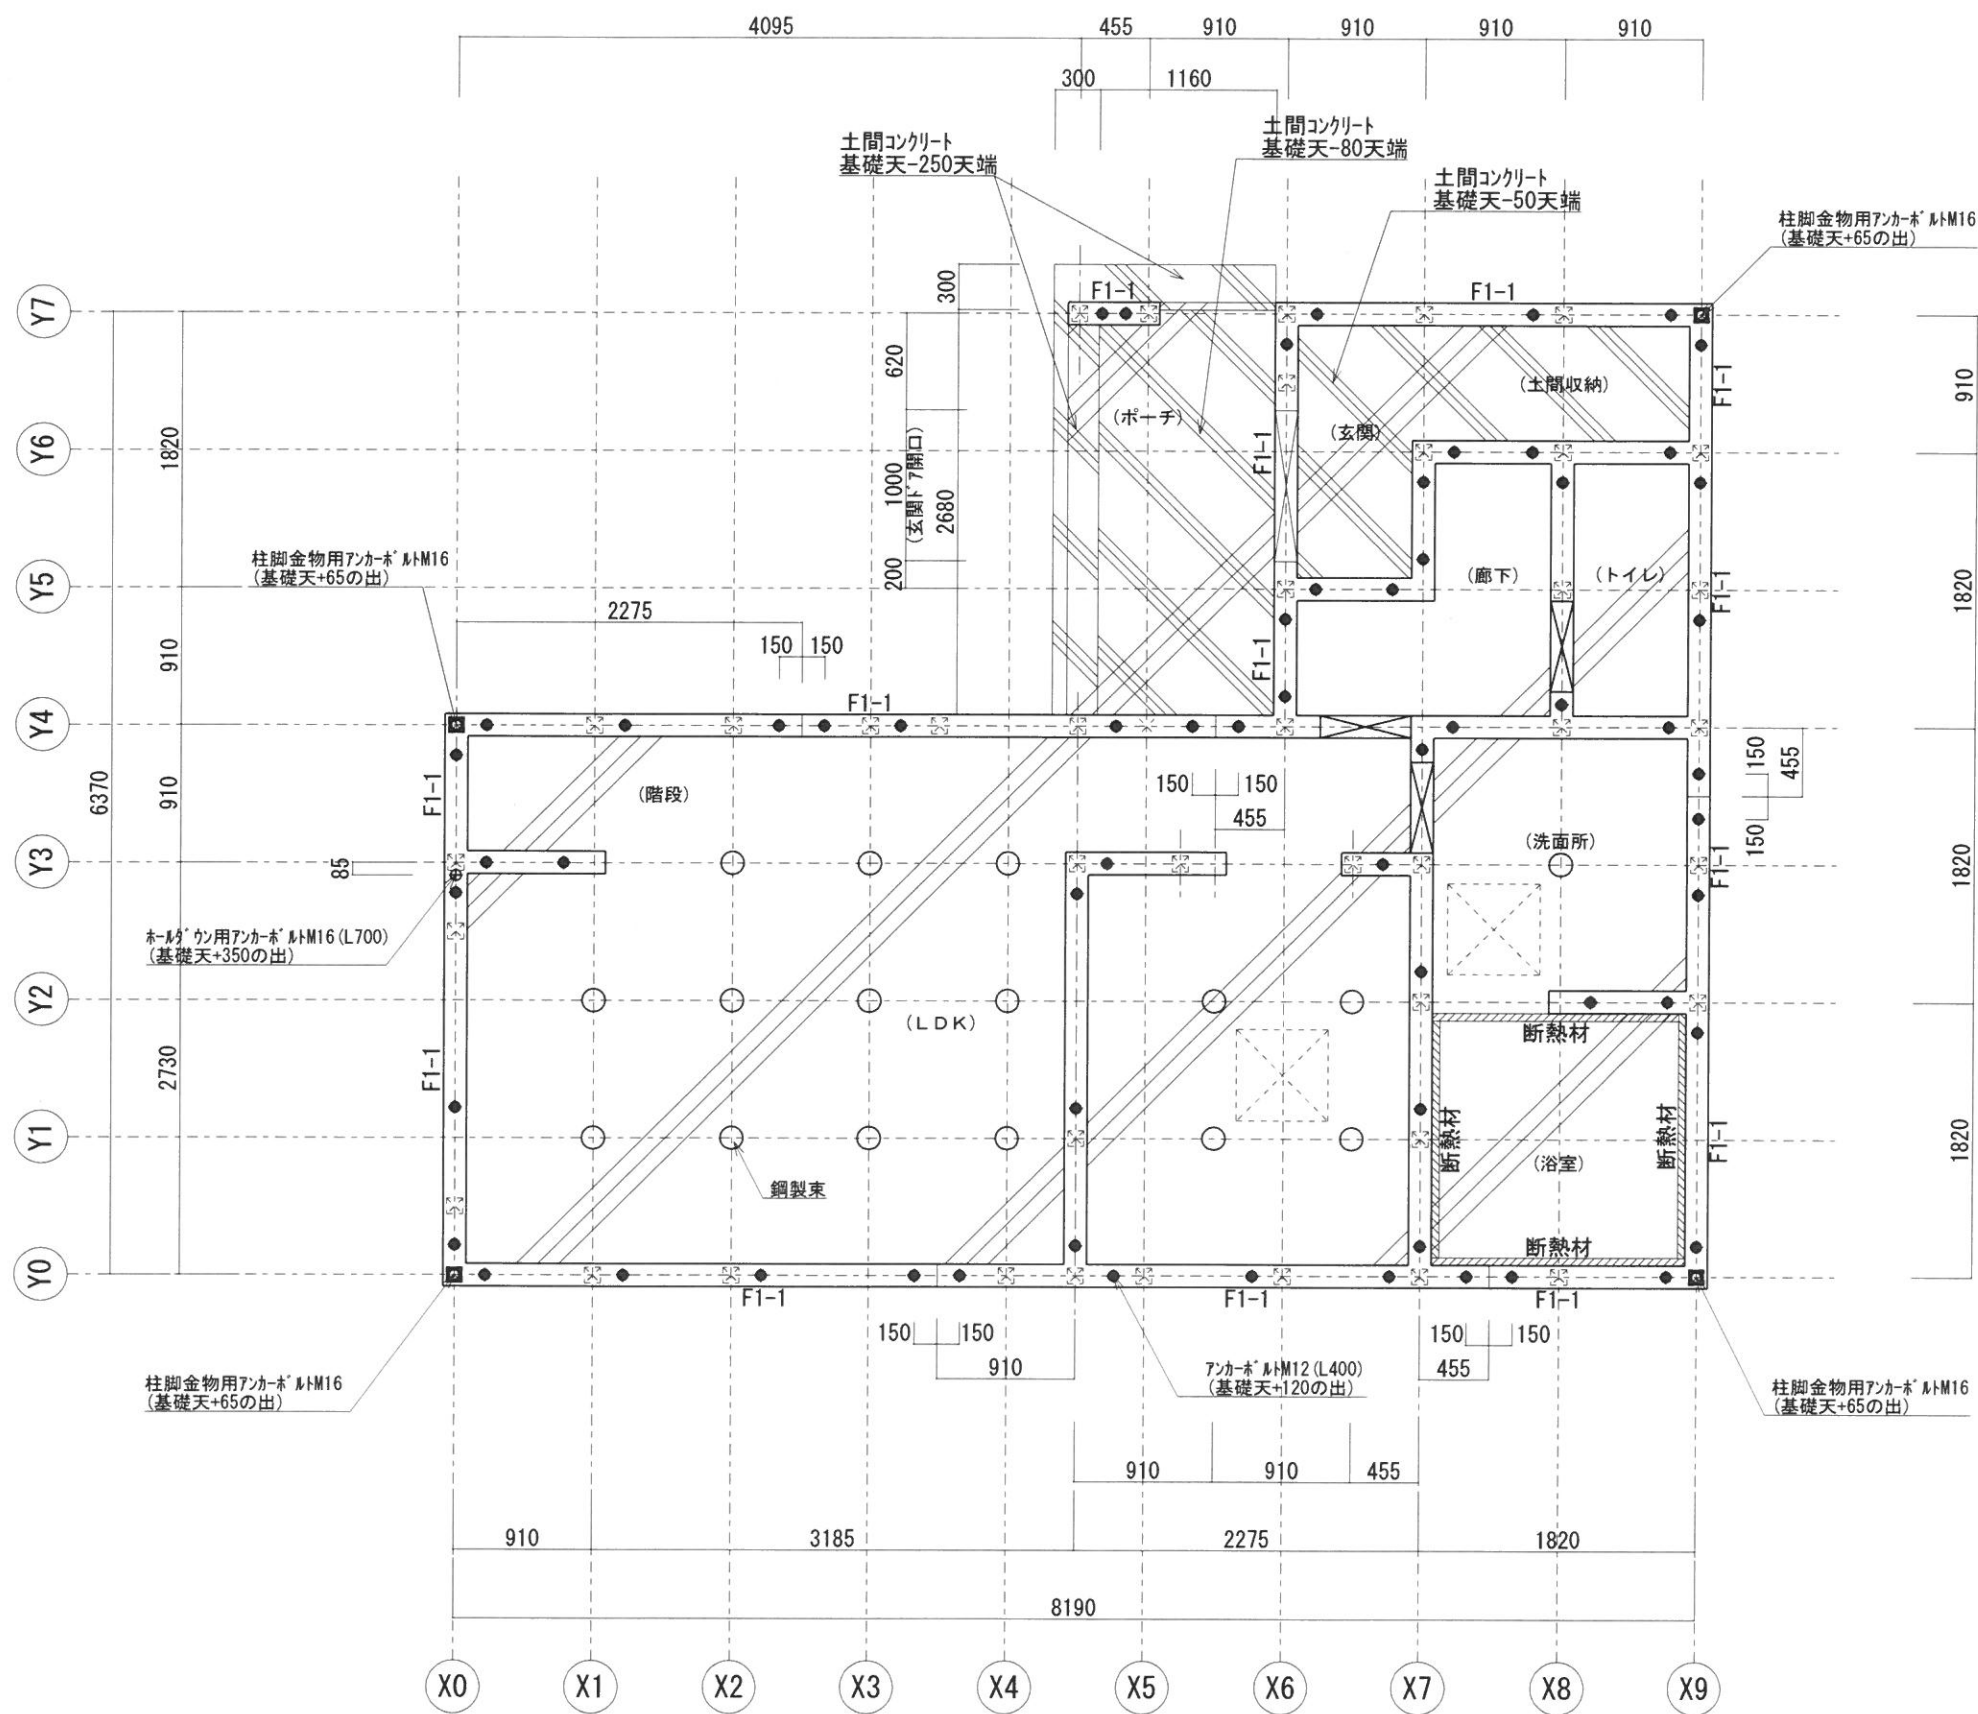 4095
455
910
910
910
910
300
1160
土間コンクリート
基礎天-250天端
土間コンクリート
基礎天-80天端
土間コンクリート
基礎天-50天端
柱脚金物用アンカーボルトM16
(基礎天+65の出)
Y7
F1-1
F1-1
300
620
(土間収納)
F1-1
910
(ポーチ)
(玄関)
Y6
1820
F1-1
1000
(玄関ドア開口)
2680
柱脚金物用アンカーボルトM16
(基礎天+65の出)
200
Y5
(廊下)
(トイレ)
F1-1
1820
2275
150
150
910
F1-1
F1-1
Y4
6370
910
F1-1
(階段)
150
150
455
150
455
150
(洗面所)
Y3
85
F1-1
1820
ホールダウン用アンカーボルトM16(L700)
(基礎天+350の出)
Y2
(LDK)
断熱材
2730
F1-1
断熱材
断熱材
F1-1
Y1
1820
(浴室)
鋼製束
断熱材
Y0
F1-1
F1-1
F1-1
150
150
910
アンカーボルトM12(L400)
(基礎天+120の出)
150
150
455
柱脚金物用アンカーボルトM16
(基礎天+65の出)
柱脚金物用アンカーボルトM16
(基礎天+65の出)
910
910
455
910
3185
2275
1820
8190
X0
X1
X2
X3
X4
X5
X6
X7
X8
X9